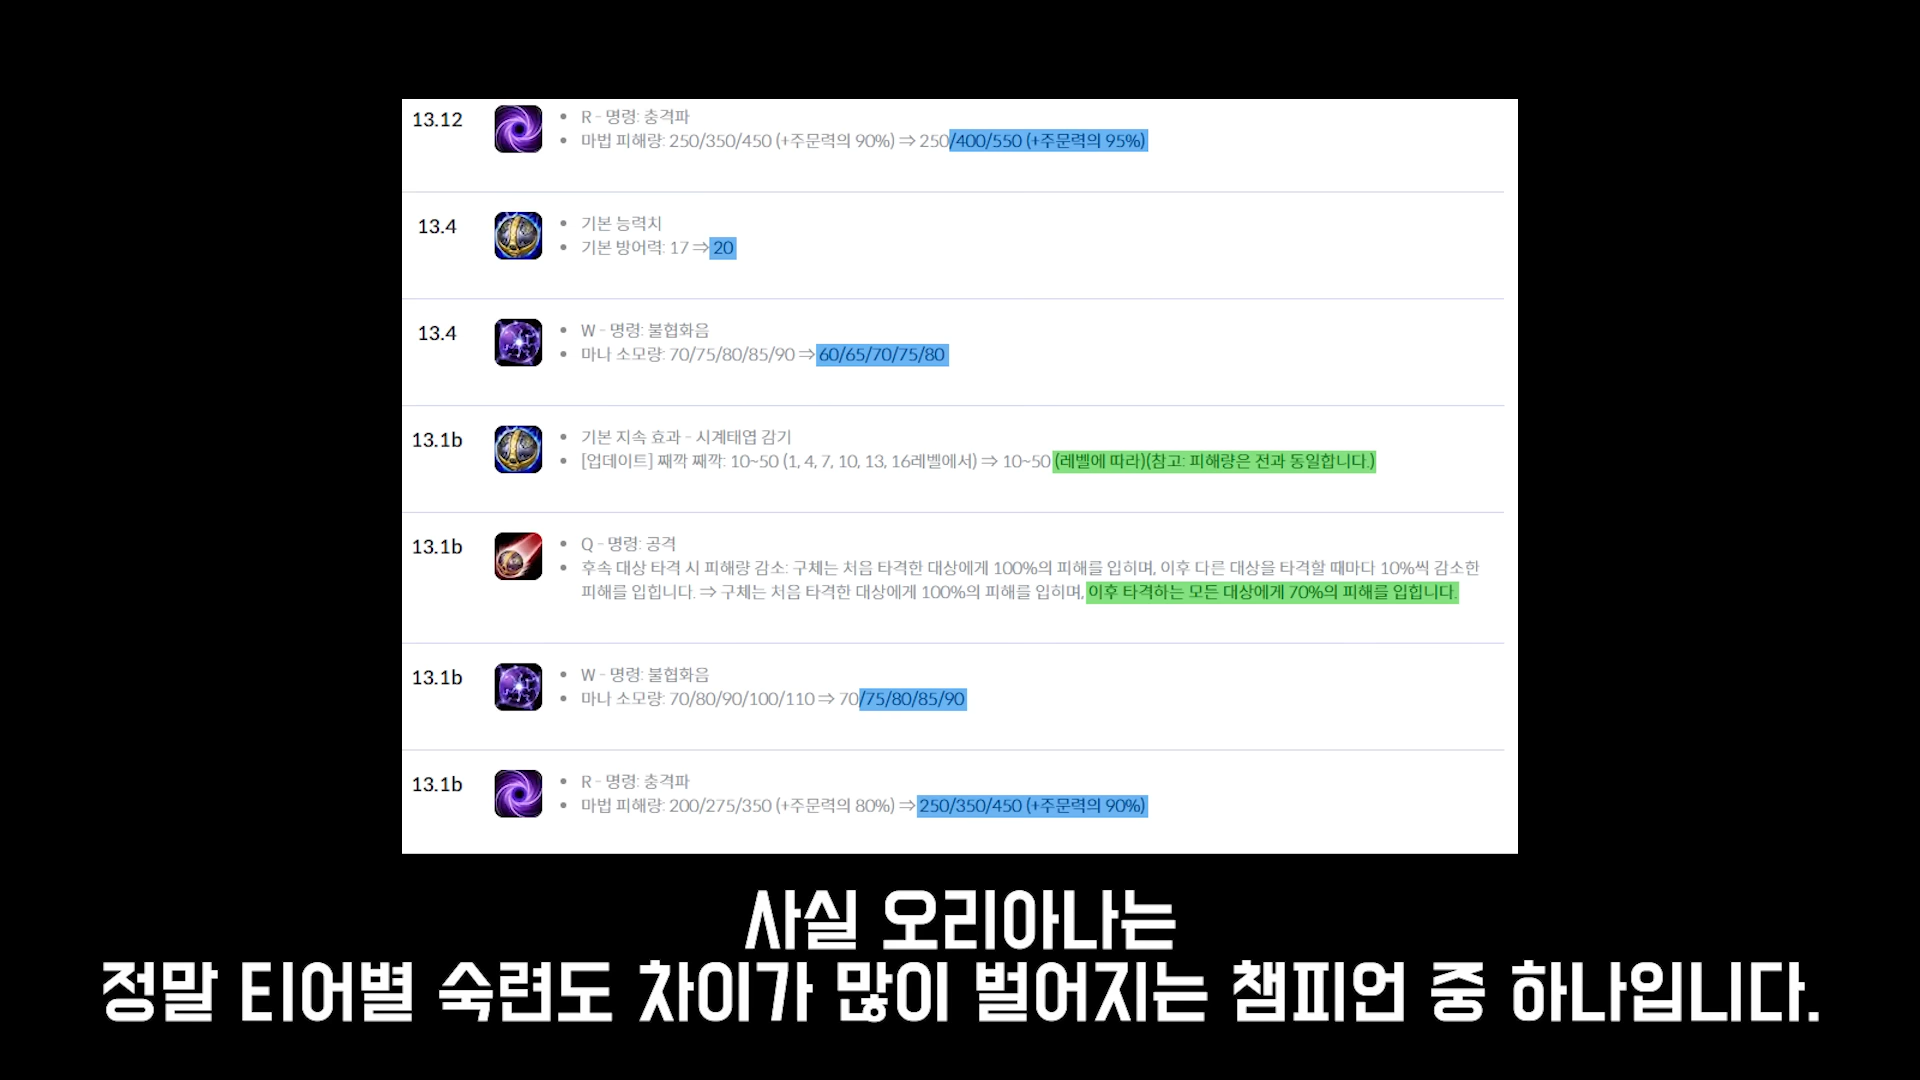 13.12
R - 명령: 충격파
마법 피해량: 250/350/450 (+주문력의 90%) ⇒ 250/400/550 (+주문력의 95%)
13.4
기본 능력치
기본 방어력: 17 ⇒ 20
13.4
W - 명령: 불협화음
마나 소모량: 70/75/80/85/90 ⇒ 60/65/70/75/80
13.1b
기본 지속 효과 - 시계태엽 감기
[업데이트] 째깍 째깍: 10~50 (1, 4, 7, 10, 13, 16레벨에서) ⇒ 10~50 (레벨에 따라)(참고: 피해량은 전과 동일합니다.)
13.1b
Q - 명령: 공격
후속 대상 타격 시 피해량 감소: 구체는 처음 타격한 대상에게 100%의 피해를 입히며, 이후 다른 대상을 타격할 때마다 10%씩 감소한
피해를 입힙니다. ⇒ 구체는 처음 타격한 대상에게 100%의 피해를 입히며, 이후 타격하는 모든 대상에게 70%의 피해를 입힙니다.
13.1b
W - 명령: 불협화음
마나 소모량: 70/80/90/100/110 ⇒ 70/75/80/85/90
13.1b
R - 명령: 충격파
마법 피해량: 200/275/350 (+주문력의 80%) ⇒ 250/350/450 (+주문력의 90%)
사실 오리아나는
정말 티어별 숙련도 차이가 많이 벌어지는 챔피언 중 하나입니다.